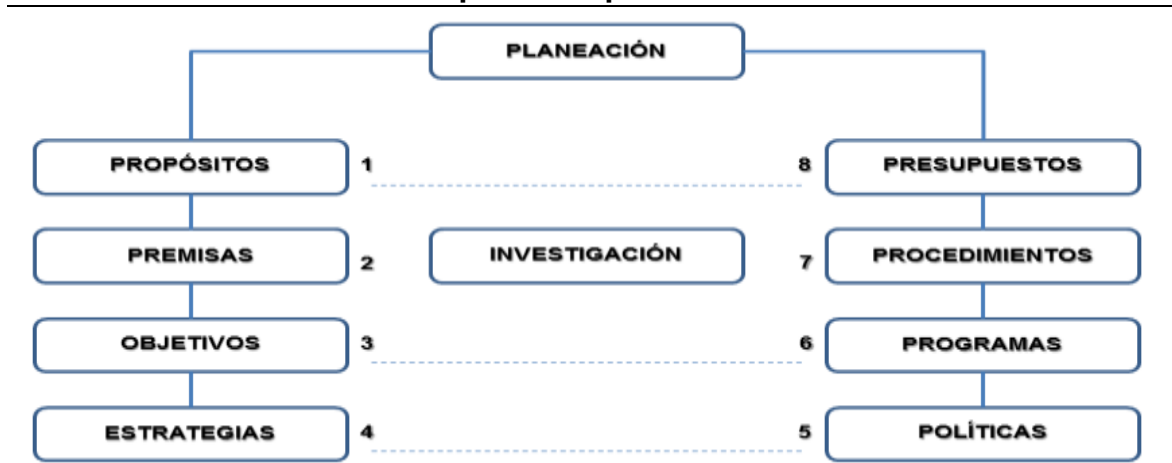 PLANEACIÓN
PROPÓSITOS 1 8 PRESUPUESTOS
PREMISAS 2 INVESTIGACIÓN 7 PROCEDIMIENTOS
OBJETIVOS 3 6 PROGRAMAS
ESTRATEGIAS 4 5 POLÍTICAS